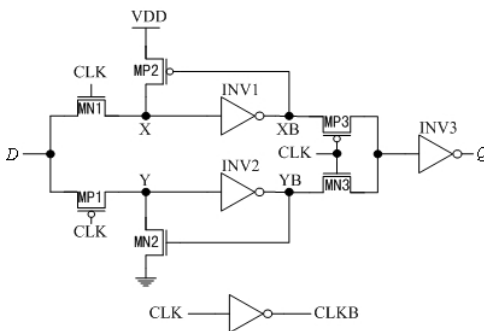 VDD
CLK
MP2
INV1
MN1
X
XB
MP3
INV3
D
CLK
Q
Y
INV2
YB
MN3
MP1
CLK
MN2
CLK
CLKB